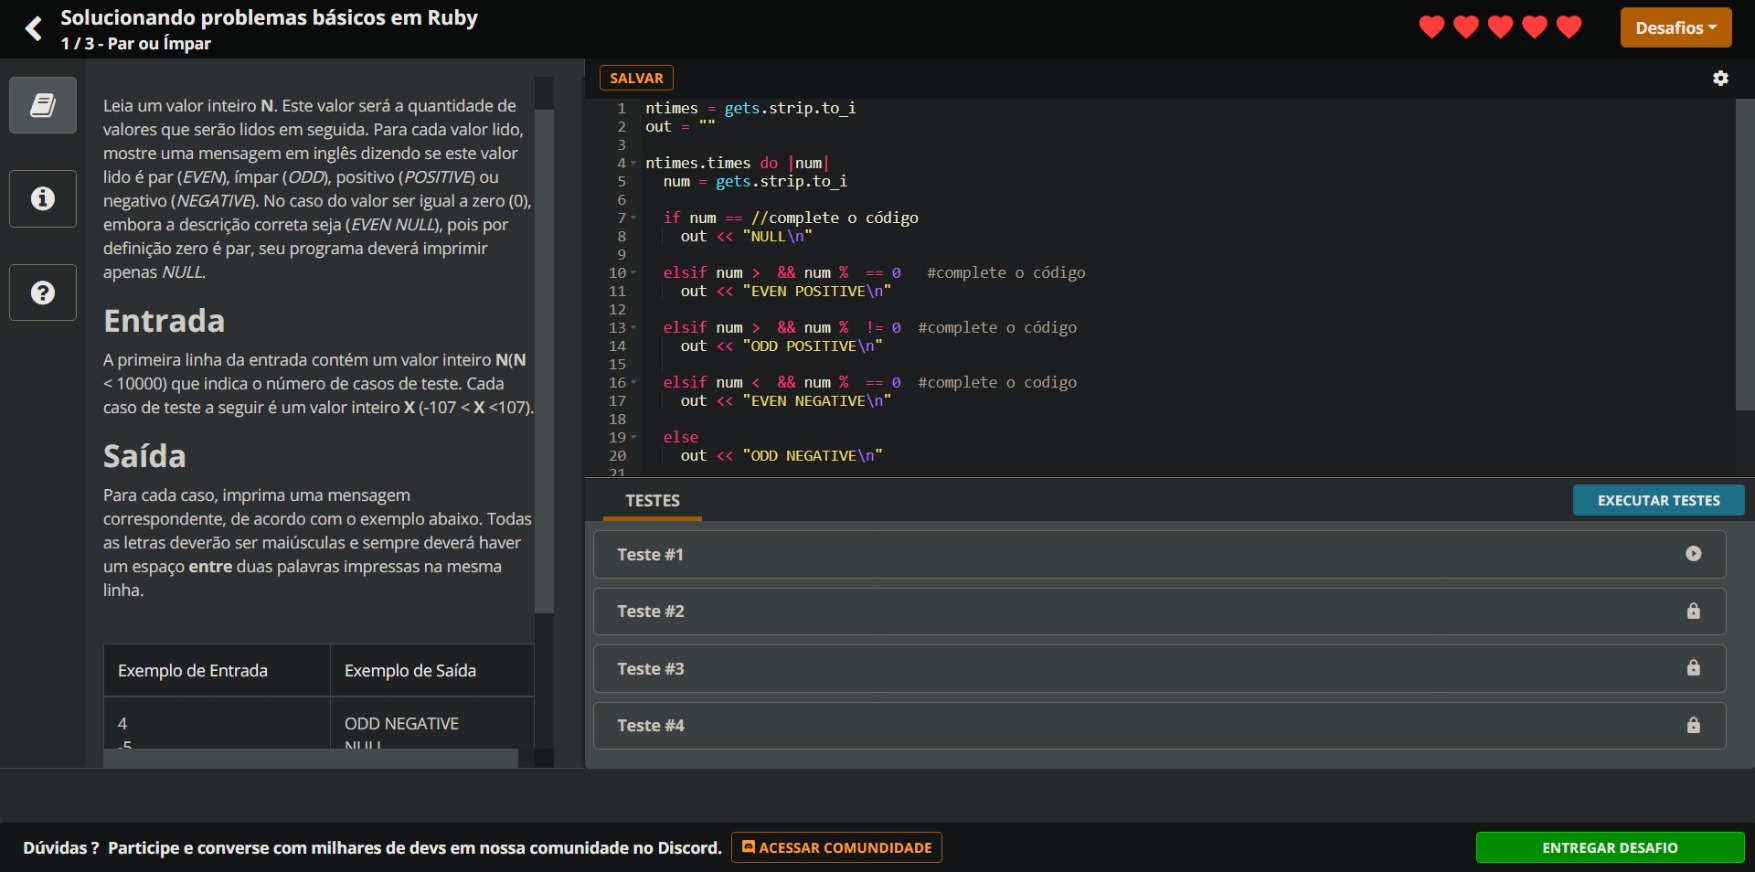 Solucionando problemas básicos em Ruby
1 / 3 - Par ou Ímpar
Desafios
Leia um valor inteiro N. Este valor será a quantidade de
valores que serão lidos em seguida. Para cada valor lido,
mostre uma mensagem em inglês dizendo se este valor
lido é par (EVEN), ímpar (ODD), positivo (POSITIVE) ou
negativo (NEGATIVE). No caso do valor ser igual a zero (0),
embora a descrição correta seja (EVEN NULL), pois por
definição zero é par, seu programa deverá imprimir
apenas NULL.
Entrada
A primeira linha da entrada contém um valor inteiro N(N
< 10000) que indica o número de casos de teste. Cada
caso de teste a seguir é um valor inteiro X (-107 < X <107).
Saída
Para cada caso, imprima uma mensagem
correspondente, de acordo com o exemplo abaixo. Todas
as letras deverão ser maiúsculas e sempre deverá haver
um espaço entre duas palavras impressas na mesma
linha.
Exemplo de Entrada Exemplo de Saída
4 ODD NEGATIVE
-5 NULL
SALVAR
1 ntimes = gets.strip.to_i
2 out = ""
3
4 ntimes.times do |num|
5 num = gets.strip.to_i
6
7 if num == //complete o código
8 out << "NULL\n"
9
10 elsif num > && num % == 0 #complete o código
11 out << "EVEN POSITIVE\n"
12
13 elsif num > && num % != 0 #complete o código
14 out << "ODD POSITIVE\n"
15
16 elsif num < && num % == 0 #complete o codigo
17 out << "EVEN NEGATIVE\n"
18
19 else
20 out << "ODD NEGATIVE\n"
21
TESTES
EXECUTAR TESTES
Teste #1
Teste #2
Teste #3
Teste #4
Dúvidas ? Participe e converse com milhares de devs em nossa comunidade no Discord.
ACESSAR COMUNDIDADE
ENTREGAR DESAFIO